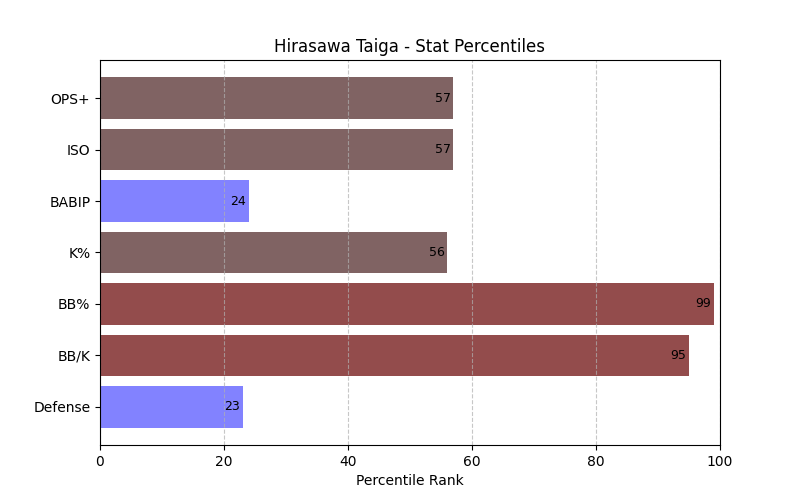 Hirasawa Taiga - Stat Percentiles
OPS+ 57
ISO 57
BABIP 24
K% 56
BB% 99
BB/K 95
Defense 23
0 20 40 60 80 100
Percentile Rank